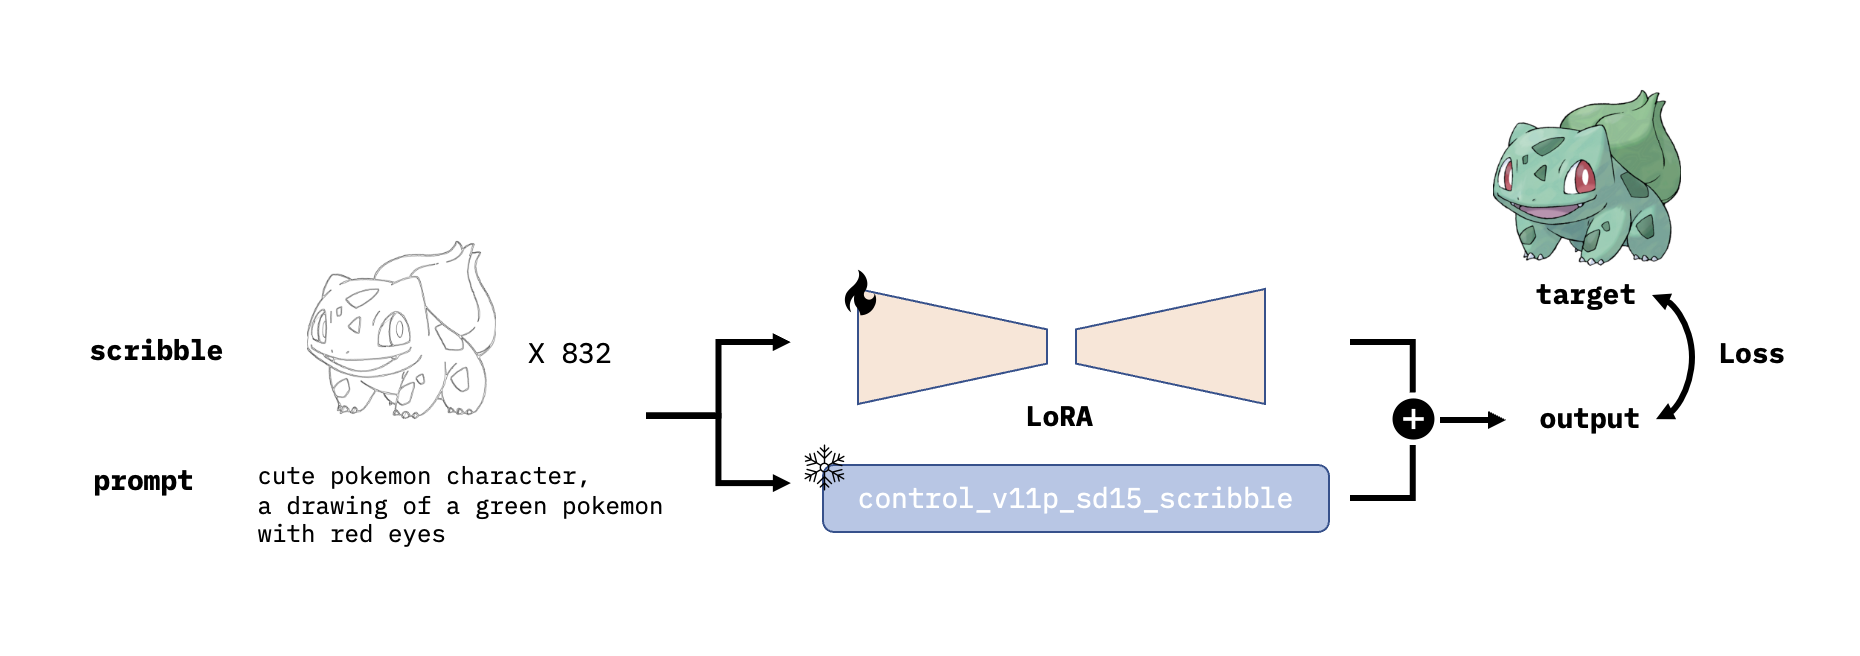 scribble
X 832
prompt
cute pokemon character,
a drawing of a green pokemon
with red eyes
LoRA
control_v11p_sd15_scribble
target
Loss
output